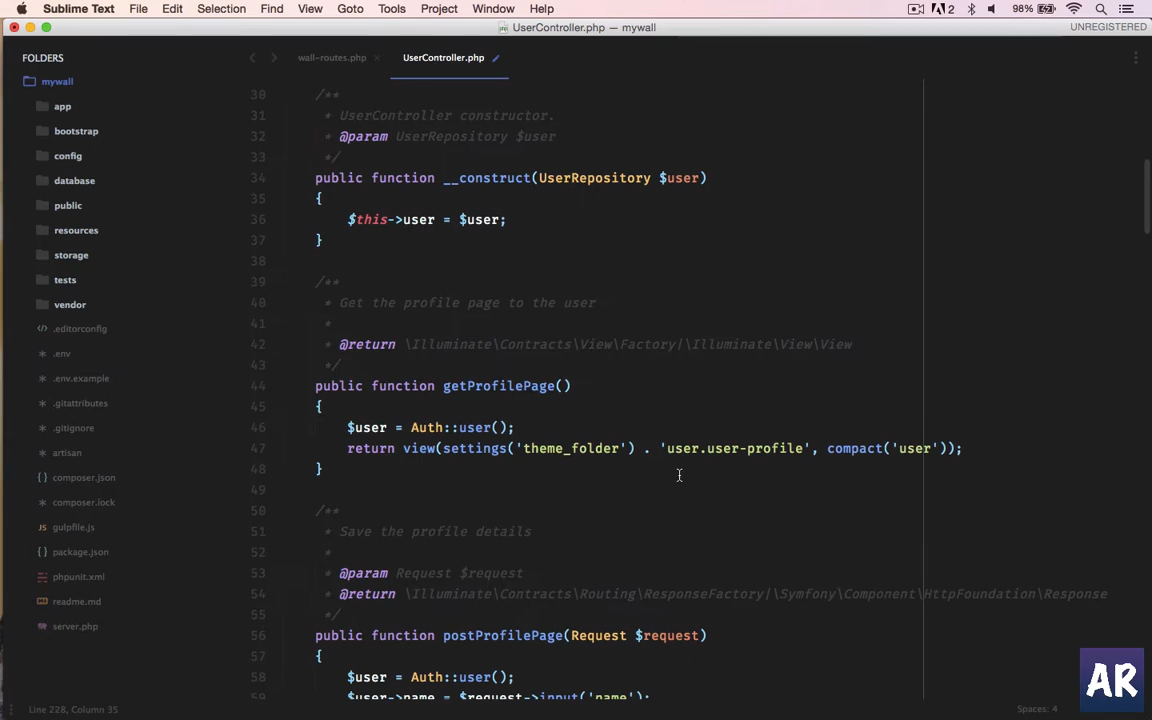 Sublime Text File Edit Selection Find View Goto Tools Project Window Help 2 98%
UserController.php — mywall UNREGISTERED
FOLDERS
mywall
app
bootstrap
config
database
public
resources
storage
tests
vendor
.editorconfig
.env
.env.example
.gitattributes
.gitignore
artisan
composer.json
composer.lock
gulpfile.js
package.json
phpunit.xml
readme.md
server.php
wall-routes.php × UserController.php
30 /**
31 * UserController constructor.
32 * @param UserRepository $user
33 */
34 public function __construct(UserRepository $user)
35 {
36 $this->user = $user;
37 }
38
39 /**
40 * Get the profile page to the user
41 *
42 * @return \Illuminate\Contracts\View\Factory|\Illuminate\View\View
43 */
44 public function getProfilePage()
45 {
46 $user = Auth::user();
47 return view(settings('theme_folder') . 'user.user-profile', compact('user'));
48 }
49
50 /**
51 * Save the profile details
52 *
53 * @param Request $request
54 * @return \Illuminate\Contracts\Routing\ResponseFactory|\Symfony\Component\HttpFoundation\Response
55 */
56 public function postProfilePage(Request $request)
57 {
58 $user = Auth::user();
59 $user->name = $request->input('name');
Line 228, Column 35 Spaces: 4
AR